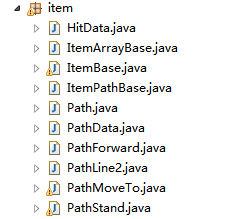 item
HitData.java
ItemArrayBase.java
ItemBase.java
ItemPathBase.java
Path.java
PathData.java
PathForward.java
PathLine2.java
PathMoveTo.java
PathStand.java